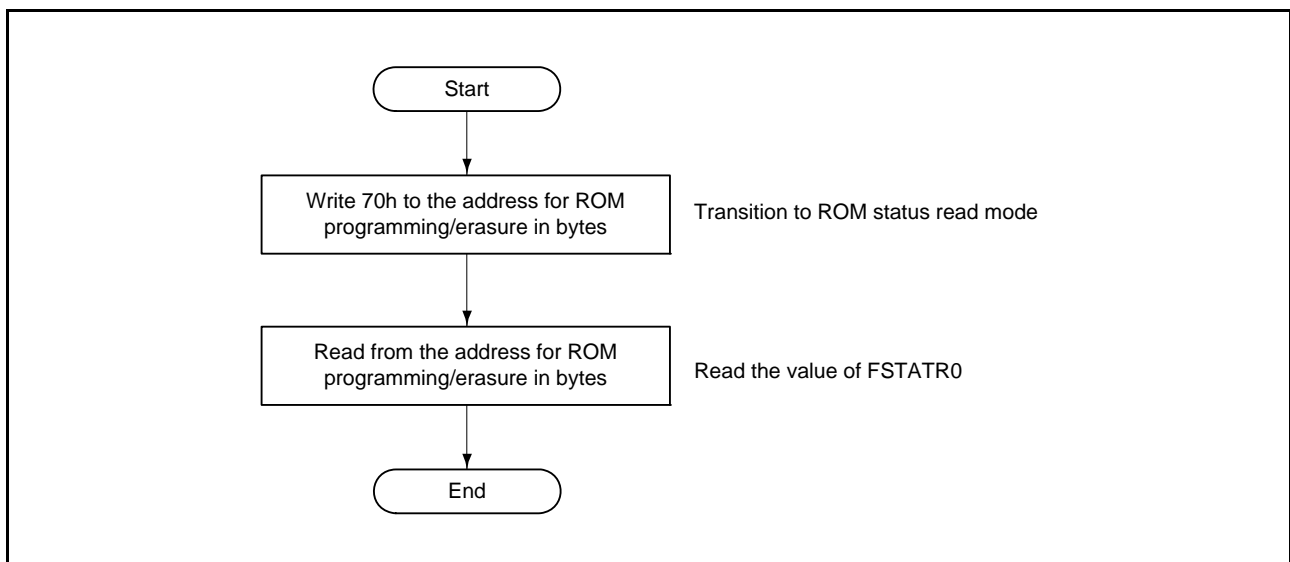 Start
Write 70h to the address for ROM
programming/erasure in bytes
Transition to ROM status read mode
Read from the address for ROM
programming/erasure in bytes
Read the value of FSTATR0
End